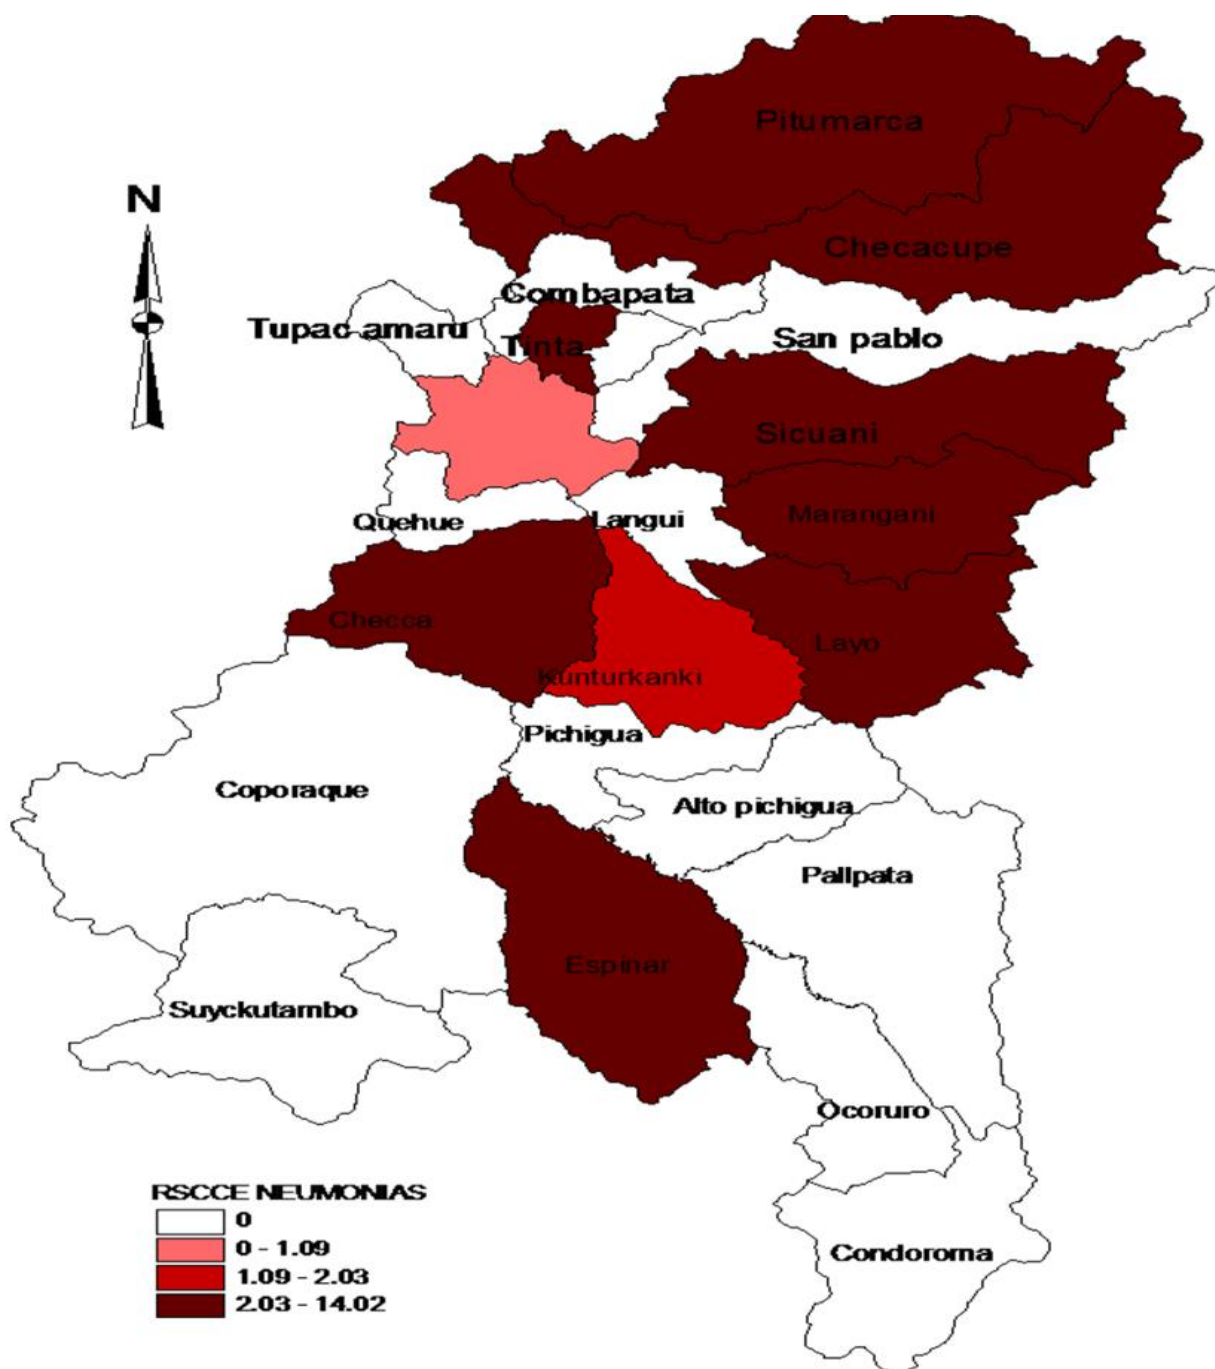 Pitumarca
N
Checacupe
Combapata
Tupac amaru
Tinta
San pablo
Sicuani
Marangani
Quehue
Langui
Checca
Layo
Kunturkanki
Pichigua
Coporaque
Alto pichigua
Pallpata
Espinar
Suyckutambo
Ocoruro
RSCCE NEUMONIAS
0
0 - 1.09
1.09 - 2.03
2.03 - 14.02
Condoroma